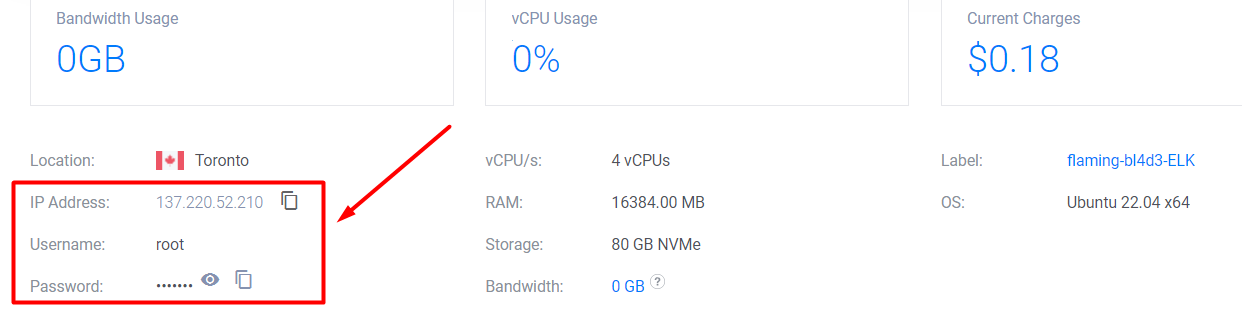 Bandwidth Usage
0GB
vCPU Usage
0%
Current Charges
$0.18
Location: Toronto
IP Address: 137.220.52.210
Username: root
Password: •••••••
vCPU/s: 4 vCPUs
RAM: 16384.00 MB
Storage: 80 GB NVMe
Bandwidth: 0 GB ?
Label: flaming-bl4d3-ELK
OS: Ubuntu 22.04 x64